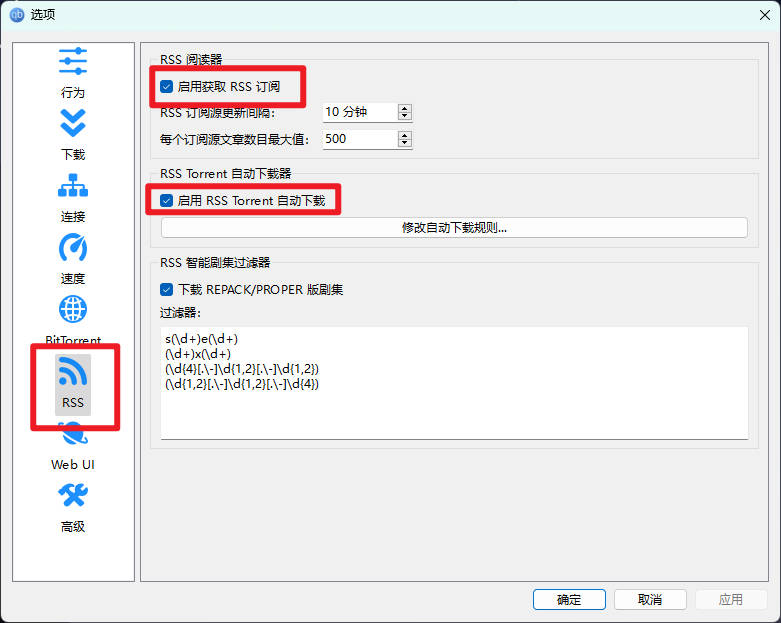 qb 选项
行为
下载
连接
速度
BitTorrent
RSS
Web UI
高级
RSS 阅读器
启用获取 RSS 订阅
RSS 订阅源更新间隔: 10 分钟
每个订阅源文章数目最大值: 500
RSS Torrent 自动下载器
启用 RSS Torrent 自动下载
修改自动下载规则...
RSS 智能剧集过滤器
下载 REPACK/PROPER 版剧集
过滤器:
s(\d+)e(\d+)
(\d+)x(\d+)
(\d{4}[.\-]\d{1,2}[.\-]\d{1,2})
(\d{1,2}[.\-]\d{1,2}[.\-]\d{4})
确定 取消 应用